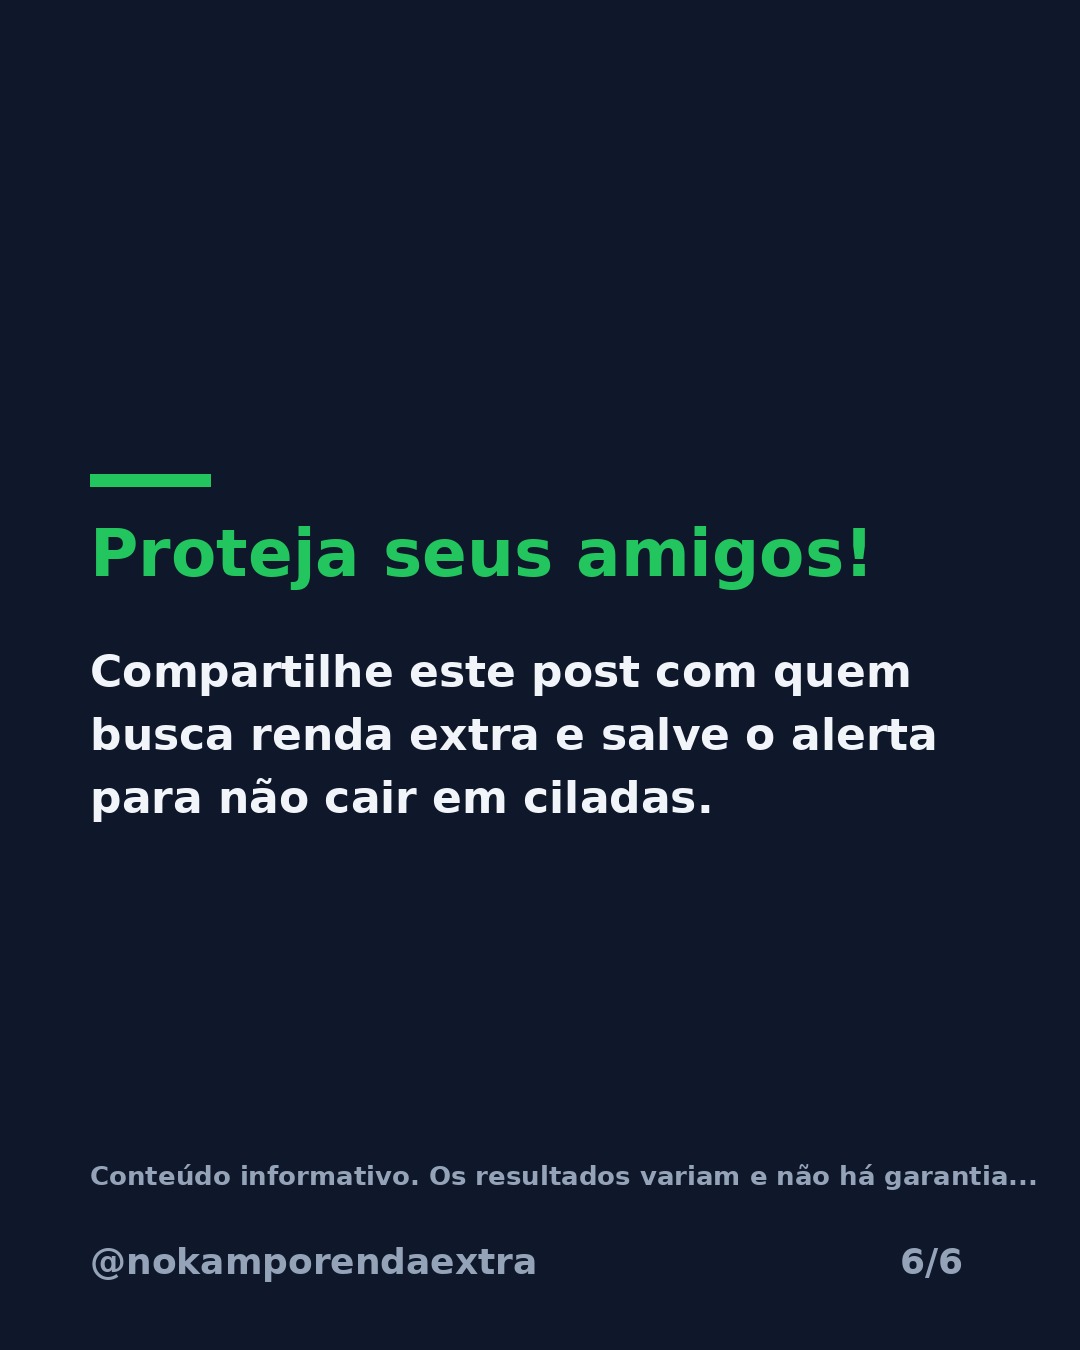 Proteja seus amigos!
Compartilhe este post com quem
busca renda extra e salve o alerta
para não cair em ciladas.
Conteúdo informativo. Os resultados variam e não há garantia...
@nokamporendaextra
6/6